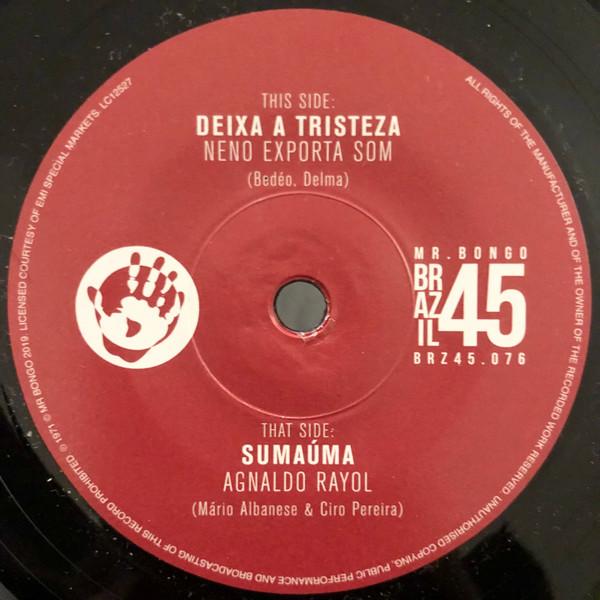 THIS SIDE:
DEIXA A TRISTEZA
NENO EXPORTA SOM
(Bedéo, Delma)
MR. BONGO
BRAZIL 45
BRZ45.076
THAT SIDE:
SUMAÚMA
AGNALDO RAYOL
(Mário Albanese & Ciro Pereira)
ALL RIGHTS OF THE MANUFACTURER AND OF THE OWNER OF THE RECORDED WORK RESERVED. UNAUTHORISED COPYING, PUBLIC PERFORMANCE AND BROADCASTING OF THIS RECORD PROHIBITED ℗ 1971 © MR BONGO 2019. LICENSED COURTESY OF EMI SPECIAL MARKETS. LC12527